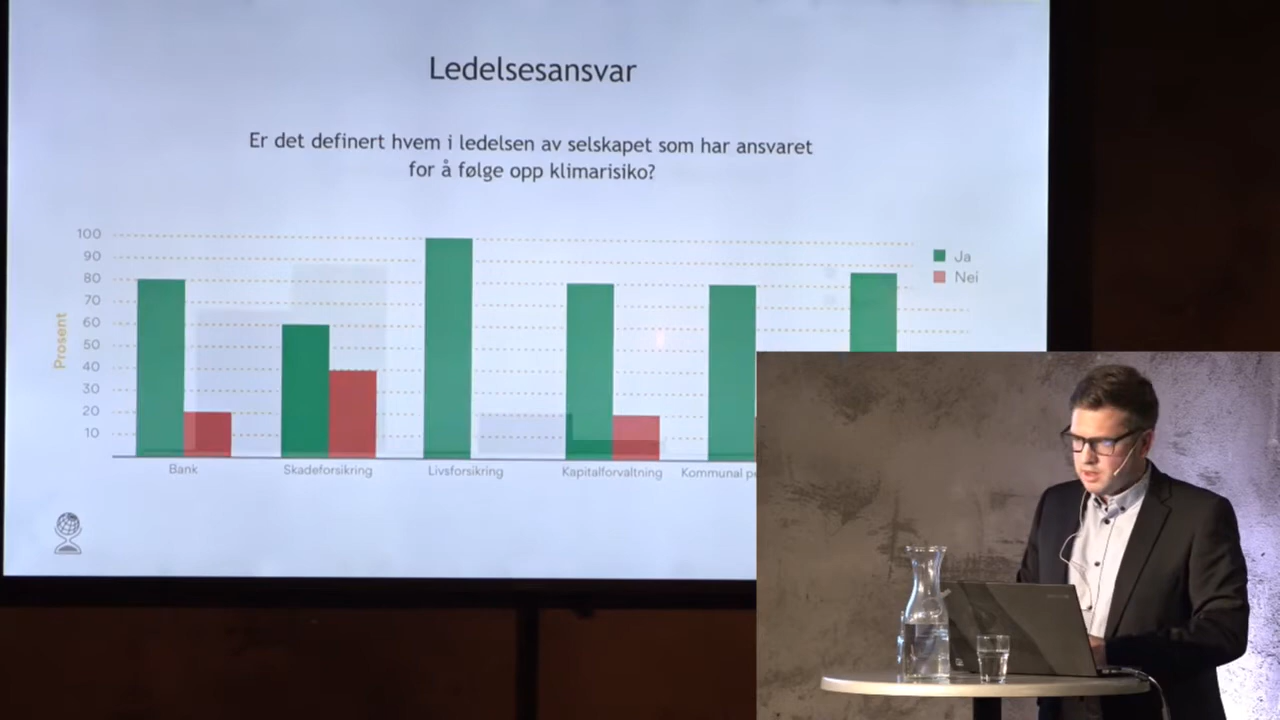 Ledelsesansvar
Er det definert hvem i ledelsen av selskapet som har ansvaret
for å følge opp klimarisiko?
100
90
80
70
60
50
40
30
20
10
Prosent
Ja
Nei
Bank
Skadeforsikring
Livsforsikring
Kapitalforvaltning
Kommunal